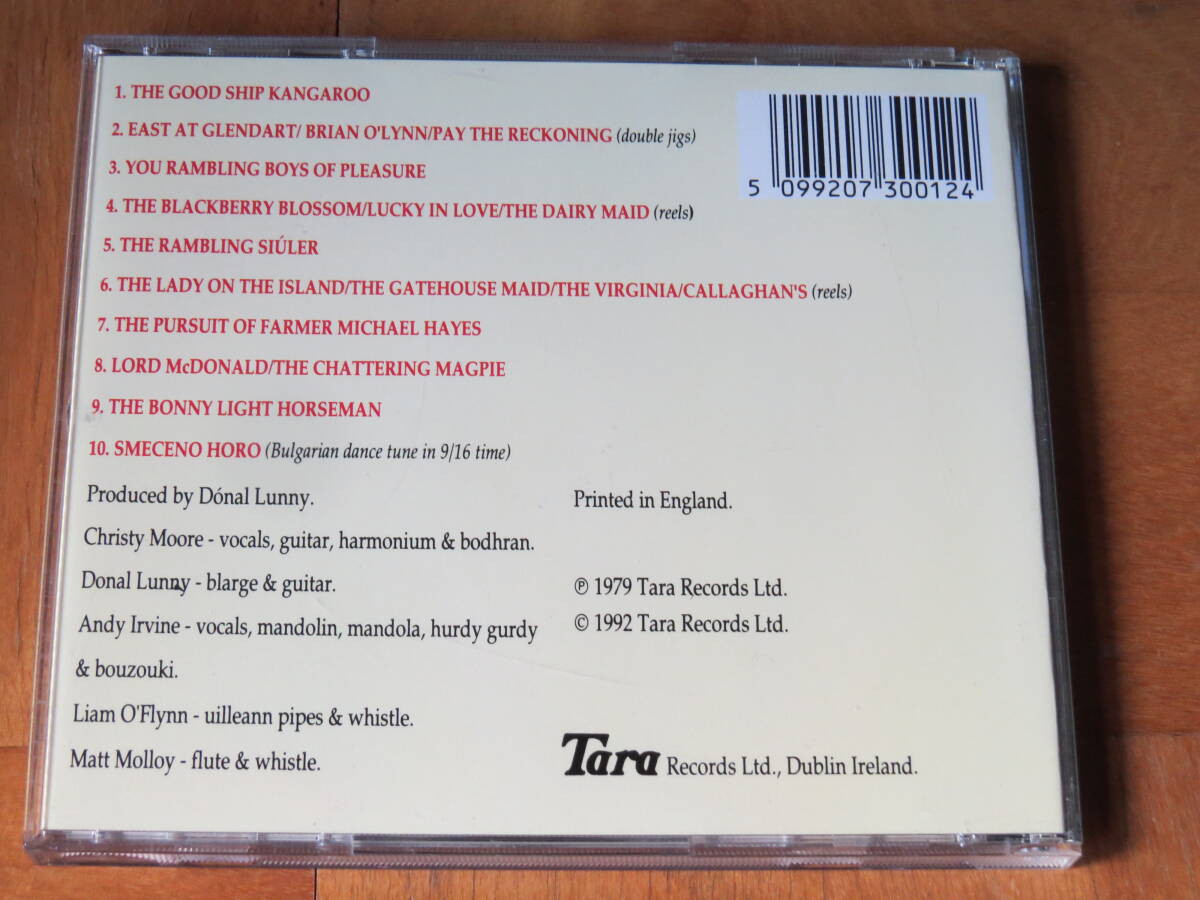 1. THE GOOD SHIP KANGAROO
2. EAST AT GLENDART/ BRIAN O'LYNN/PAY THE RECKONING (double jigs)
3. YOU RAMBLING BOYS OF PLEASURE
4. THE BLACKBERRY BLOSSOM/LUCKY IN LOVE/THE DAIRY MAID (reels)
5. THE RAMBLING SIÚLER
6. THE LADY ON THE ISLAND/THE GATEHOUSE MAID/THE VIRGINIA/CALLAGHAN'S (reels)
7. THE PURSUIT OF FARMER MICHAEL HAYES
8. LORD McDONALD/THE CHATTERING MAGPIE
9. THE BONNY LIGHT HORSEMAN
10. SMECENO HORO (Bulgarian dance tune in 9/16 time)
5 099207 300124
Produced by Dónal Lunny.
Christy Moore - vocals, guitar, harmonium & bodhran.
Donal Lunny - blarge & guitar.
Andy Irvine - vocals, mandolin, mandola, hurdy gurdy
& bouzouki.
Liam O'Flynn - uilleann pipes & whistle.
Matt Molloy - flute & whistle.
Printed in England.
℗ 1979 Tara Records Ltd.
© 1992 Tara Records Ltd.
Tara Records Ltd., Dublin Ireland.